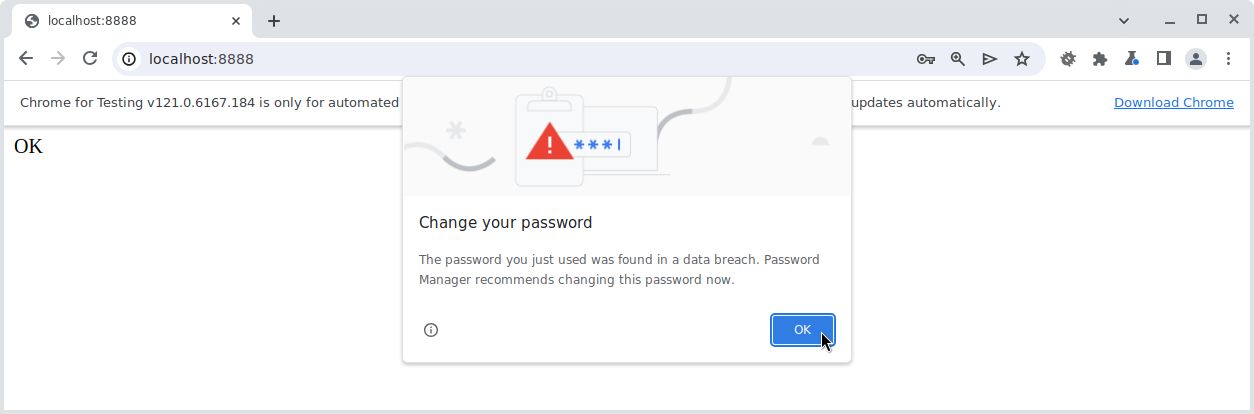 localhost:8888
localhost:8888
Chrome for Testing v121.0.6167.184 is only for automated
updates automatically.
Download Chrome
OK
***
Change your password
The password you just used was found in a data breach. Password
Manager recommends changing this password now.
OK